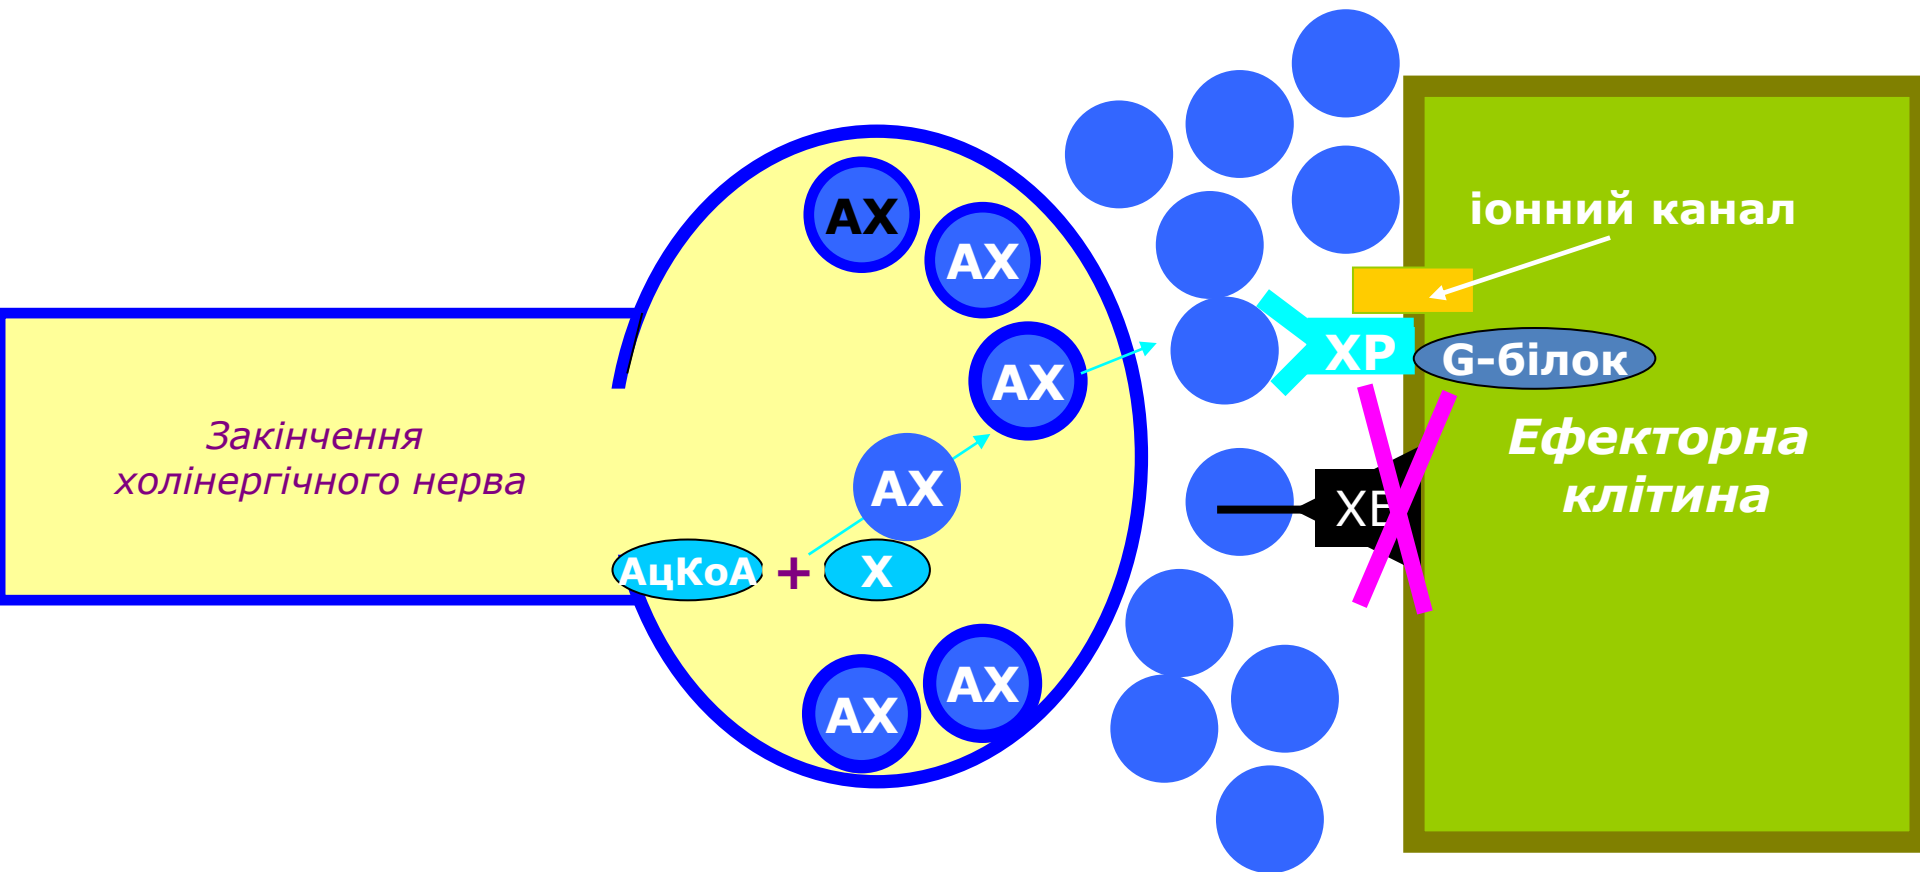 АХ
АХ
іонний канал
АХ
ХР
G-білок
Закінчення
холінергічного нерва
Ефекторна
клітина
АХ
АцКоА + Х
АХ
АХ